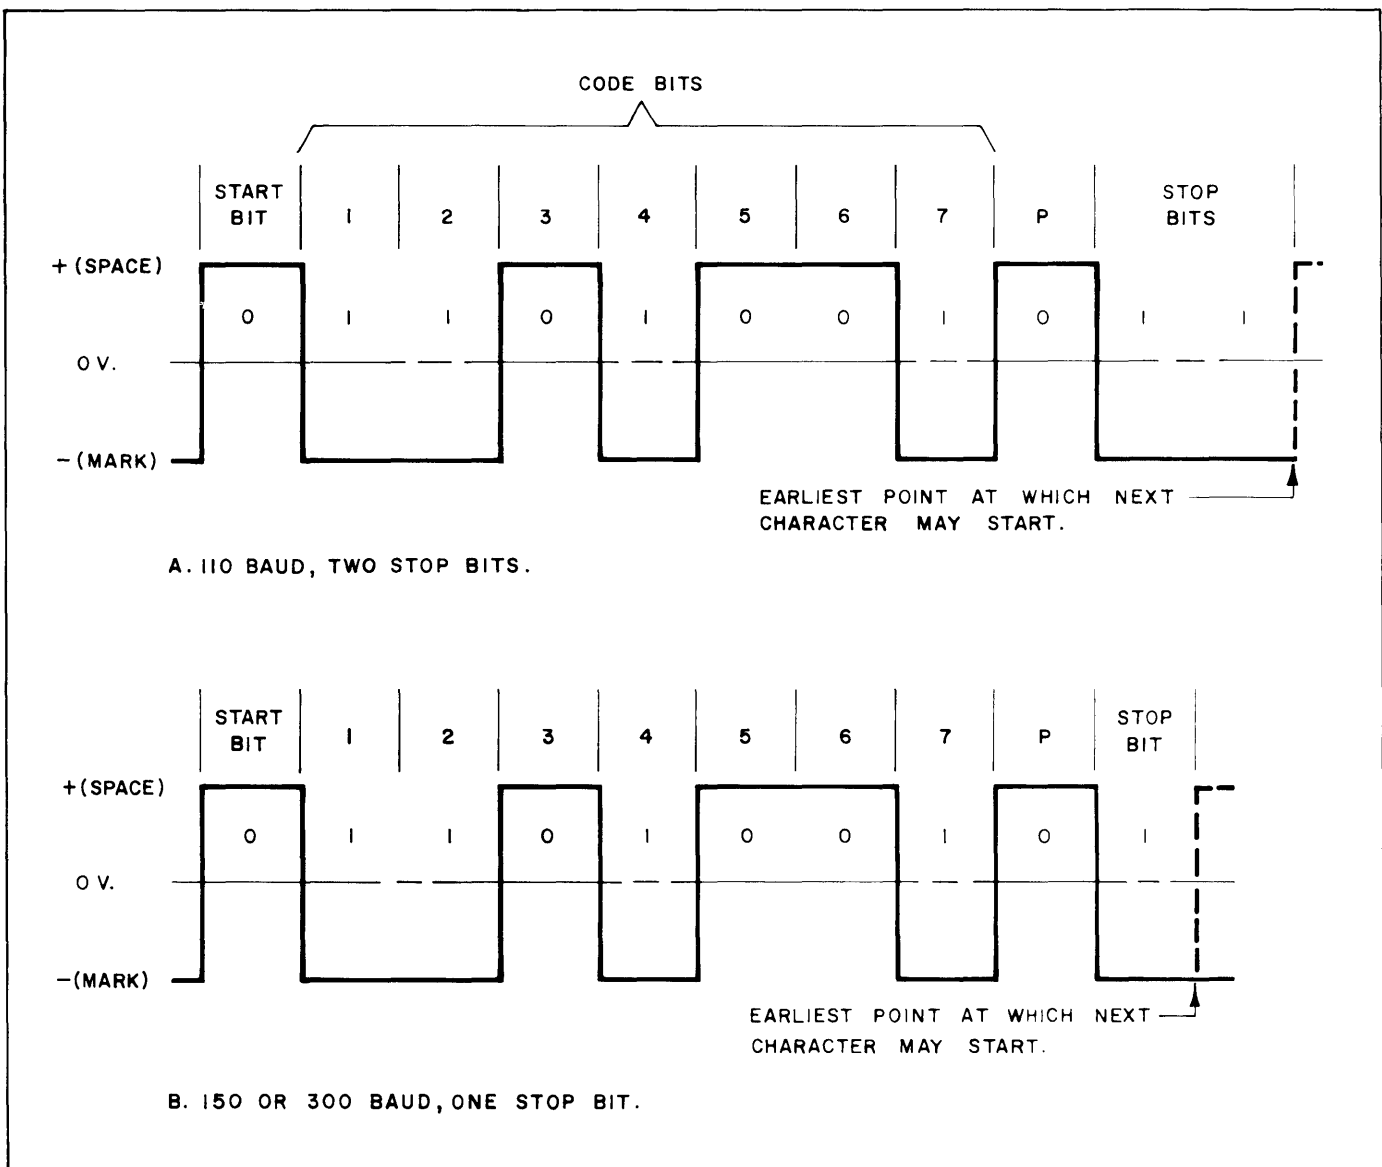 CODE BITS
START BIT 1 2 3 4 5 6 7 P STOP BITS
+(SPACE)
0 1 1 0 1 0 0 1 0 1 1
0 V.
-(MARK)
EARLIEST POINT AT WHICH NEXT
CHARACTER MAY START.
A. 110 BAUD, TWO STOP BITS.
START BIT 1 2 3 4 5 6 7 P STOP BIT
+(SPACE)
0 1 1 0 1 0 0 1 0 1
0 V.
-(MARK)
EARLIEST POINT AT WHICH NEXT
CHARACTER MAY START.
B. 150 OR 300 BAUD, ONE STOP BIT.